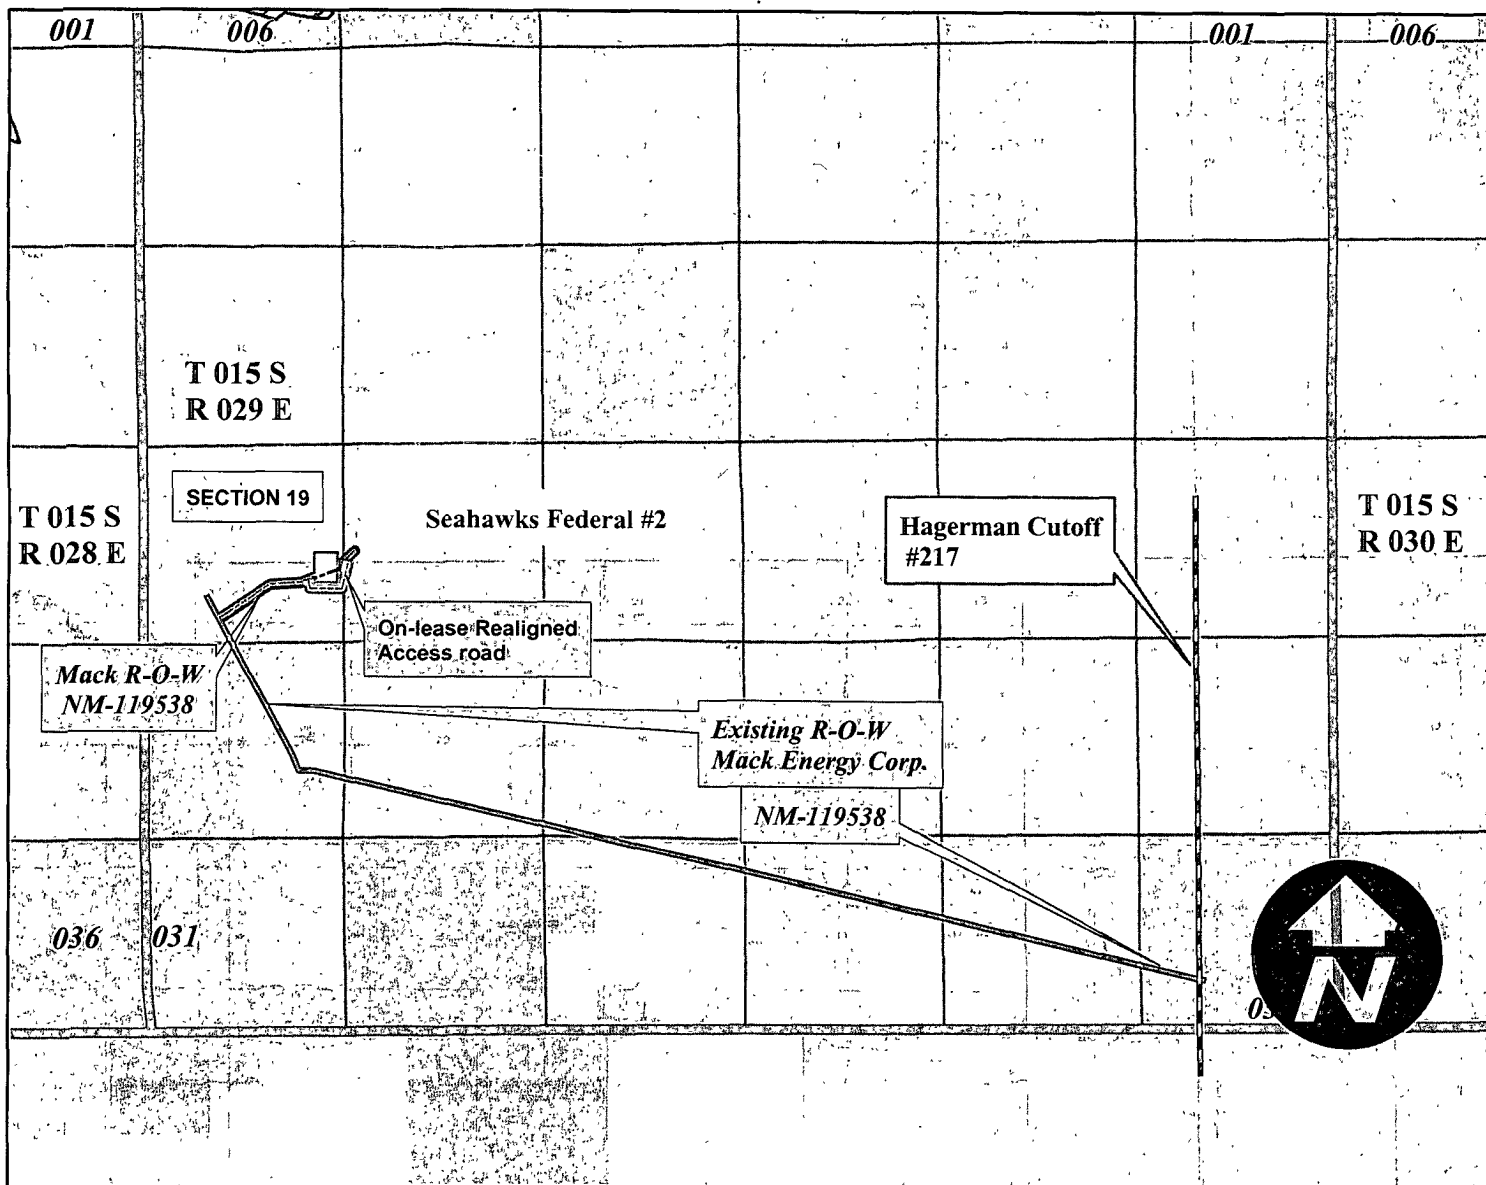 001
006
001
006
T 015 S
R 029 E
SECTION 19
T 015 S
R 028 E
Seahawks Federal #2
Hagerman Cutoff
#217
T 015 S
R 030 E
On-lease Realigned
Access road
Mack R-O-W
NM-119538
Existing R-O-W
Mack Energy Corp.
NM-119538
036
031
N